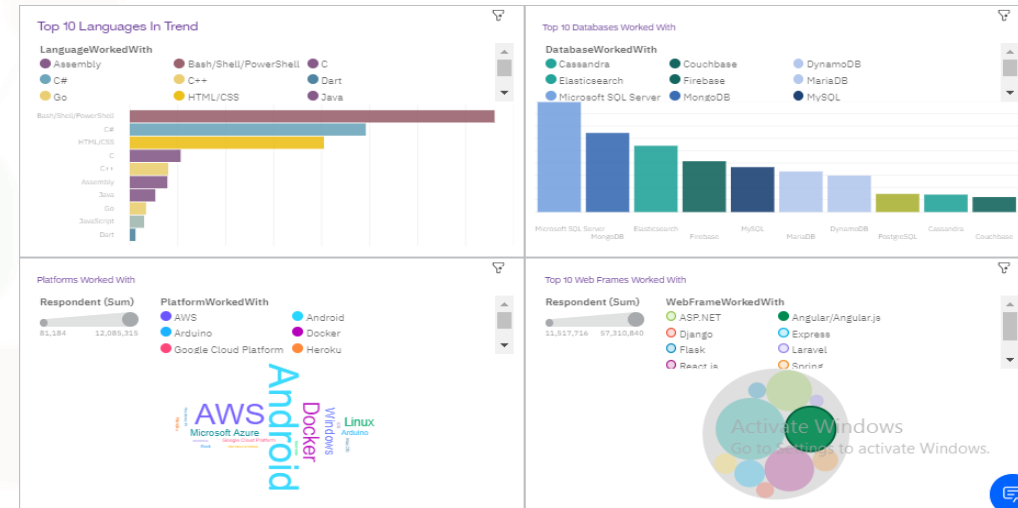 Top 10 Languages In Trend
LanguageWorkedWith
Assembly Bash/Shell/PowerShell C
C# C++ Dart
Go HTML/CSS Java
Bash/Shell/PowerShell
C#
HTML/CSS
C
C++
Assembly
Java
Go
JavaScript
Dart
Top 10 Databases Worked With
DatabaseWorkedWith
Cassandra Couchbase DynamoDB
Elasticsearch Firebase MariaDB
Microsoft SQL Server MongoDB MySQL
Microsoft SQL Server Elasticsearch MySQL DynamoDB Cassandra
MongoDB Firebase MariaDB PostgreSQL Couchbase
Platforms Worked With
Respondent (Sum)
81,184 12,085,315
PlatformWorkedWith
AWS Android
Arduino Docker
Google Cloud Platform Heroku
AWS
Android
Docker
Windows
Linux
Arduino
Microsoft Azure
Google Cloud Platform
Top 10 Web Frames Worked With
Respondent (Sum)
11,517,716 57,310,840
WebFrameWorkedWith
ASP.NET Angular/Angular.js
Django Express
Flask Laravel
React.js Spring
Activate Windows
Go to Settings to activate Windows.